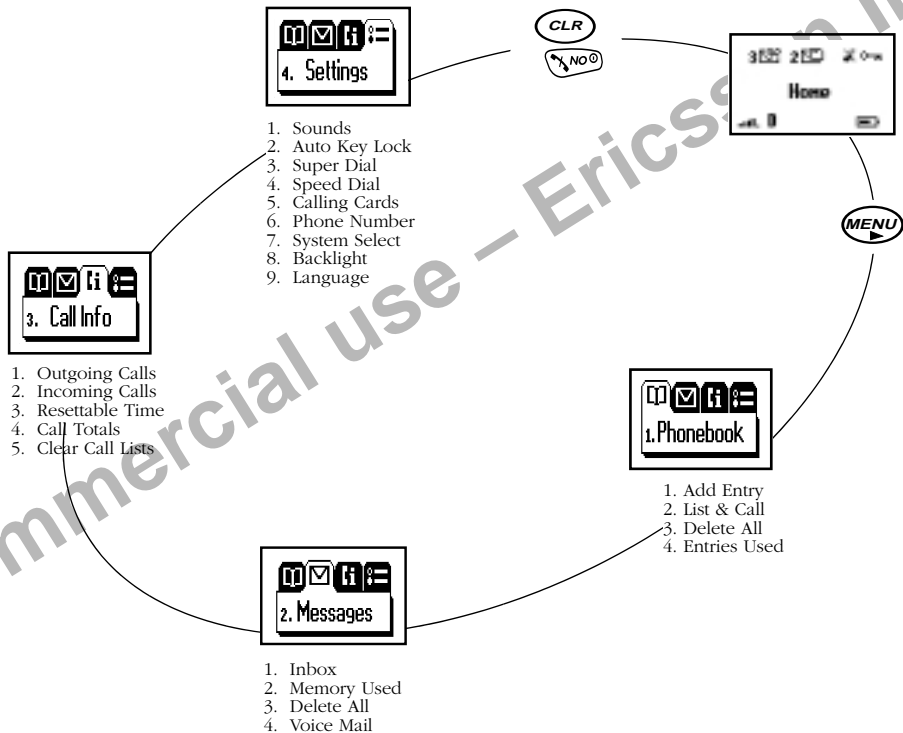 CLR
NO
3 2
Home
MENU
4. Settings
1. Sounds
2. Auto Key Lock
3. Super Dial
4. Speed Dial
5. Calling Cards
6. Phone Number
7. System Select
8. Backlight
9. Language
3. Call Info
1. Outgoing Calls
2. Incoming Calls
3. Resettable Time
4. Call Totals
5. Clear Call Lists
1. Phonebook
1. Add Entry
2. List & Call
3. Delete All
4. Entries Used
2. Messages
1. Inbox
2. Memory Used
3. Delete All
4. Voice Mail
mmercial use – Ericsson